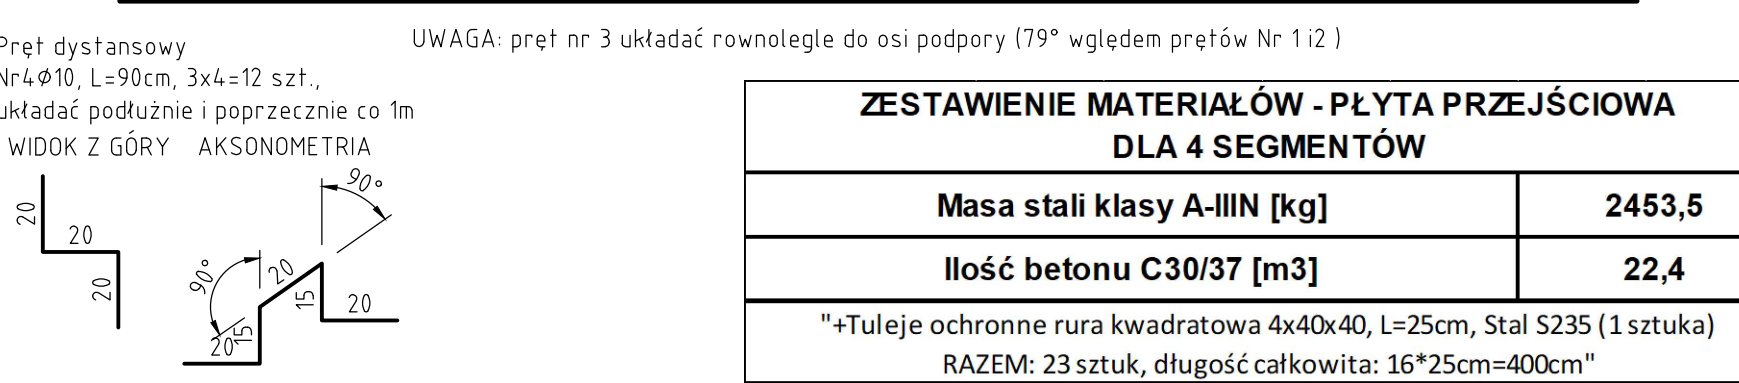 UWAGA: pręt nr 3 układać rownolegle do osi podpory (79° względem prętów Nr 1 i2 )
Pręt dystansowy
Nr4Ø10, L=90cm, 3x4=12 szt.,
układać podłużnie i poprzecznie co 1m
WIDOK Z GÓRY AKSONOMETRIA
20
20
20
90°
90°
20
15
20
15
20
ZESTAWIENIE MATERIAŁÓW - PŁYTA PRZEJŚCIOWA
DLA 4 SEGMENTÓW
Masa stali klasy A-IIIN [kg] 2453,5
Ilość betonu C30/37 [m3] 22,4
"+Tuleje ochronne rura kwadratowa 4x40x40, L=25cm, Stal S235 (1 sztuka)
RAZEM: 23 sztuk, długość całkowita: 16*25cm=400cm"